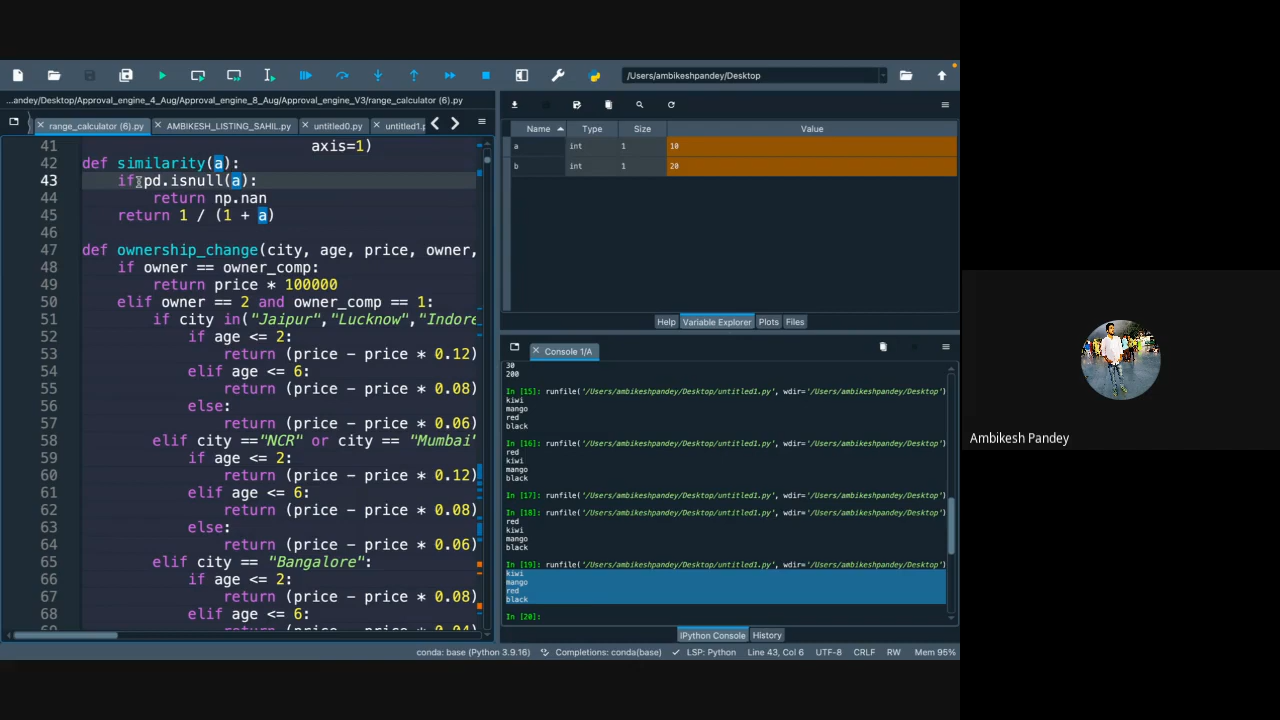 /Users/ambikeshpandey/Desktop
...andey/Desktop/Approval_engine_4_Aug/Approval_engine_8_Aug/Approval_engine_V3/range_calculator (6).py
range_calculator (6).py
AMBIKESH_LISTING_SAHIL.py
untitled0.py
untitled1.p
41 axis=1)
42 def similarity(a):
43 if pd.isnull(a):
44 return np.nan
45 return 1 / (1 + a)
46
47 def ownership_change(city, age, price, owner,
48 if owner == owner_comp:
49 return price * 100000
50 elif owner == 2 and owner_comp == 1:
51 if city in("Jaipur","Lucknow","Indore
52 if age <= 2:
53 return (price - price * 0.12)
54 elif age <= 6:
55 return (price - price * 0.08)
56 else:
57 return (price - price * 0.06)
58 elif city =="NCR" or city == "Mumbai"
59 if age <= 2:
60 return (price - price * 0.12)
61 elif age <= 6:
62 return (price - price * 0.08)
63 else:
64 return (price - price * 0.06)
65 elif city == "Bangalore":
66 if age <= 2:
67 return (price - price * 0.08)
68 elif age <= 6:
Name Type Size Value
a int 1 10
b int 1 20
Help Variable Explorer Plots Files
Console 1/A
30
200
In [15]: runfile('/Users/ambikeshpandey/Desktop/untitled1.py', wdir='/Users/ambikeshpandey/Desktop')
kiwi
mango
red
black
In [16]: runfile('/Users/ambikeshpandey/Desktop/untitled1.py', wdir='/Users/ambikeshpandey/Desktop')
red
kiwi
mango
black
In [17]: runfile('/Users/ambikeshpandey/Desktop/untitled1.py', wdir='/Users/ambikeshpandey/Desktop')
In [18]: runfile('/Users/ambikeshpandey/Desktop/untitled1.py', wdir='/Users/ambikeshpandey/Desktop')
red
kiwi
mango
black
In [19]: runfile('/Users/ambikeshpandey/Desktop/untitled1.py', wdir='/Users/ambikeshpandey/Desktop')
kiwi
mango
red
black
In [20]:
IPython Console History
conda: base (Python 3.9.16) Completions: conda(base) LSP: Python Line 43, Col 6 UTF-8 CRLF RW Mem 95%
Ambikesh Pandey